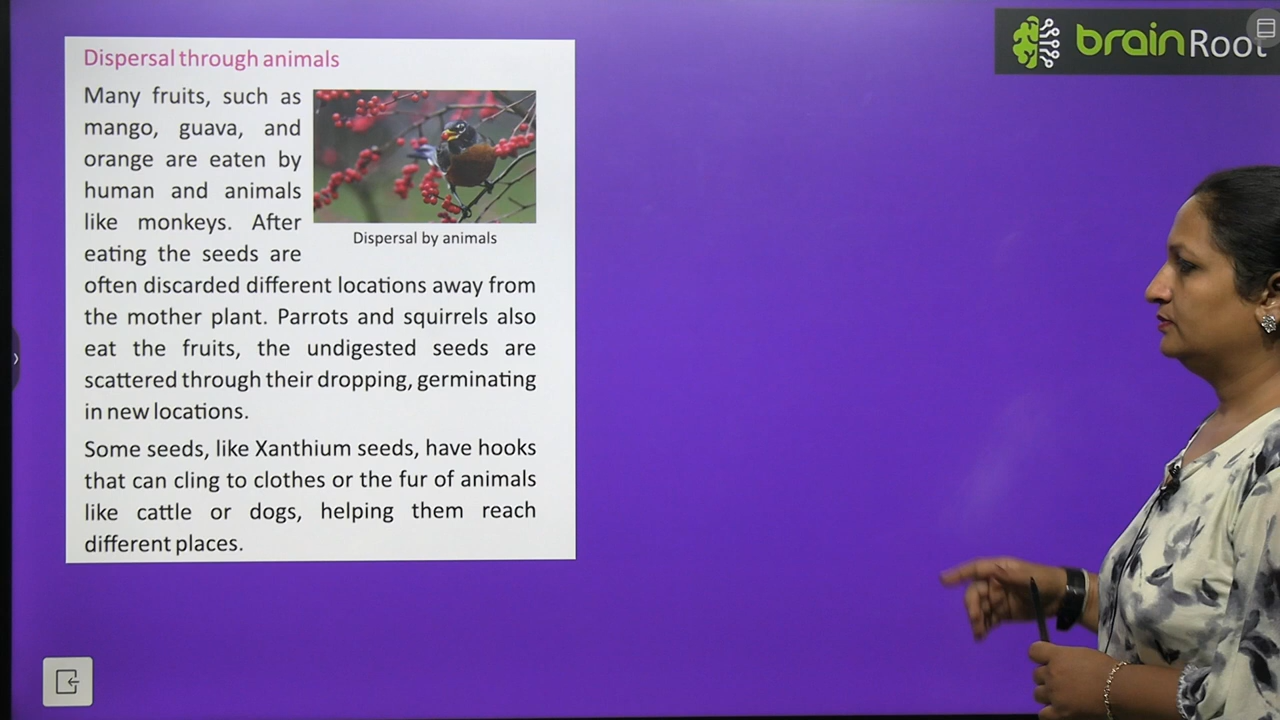 brainRoot
Dispersal through animals
Many fruits, such as
mango, guava, and
orange are eaten by
human and animals
like monkeys. After
eating the seeds are
Dispersal by animals
often discarded different locations away from
the mother plant. Parrots and squirrels also
eat the fruits, the undigested seeds are
scattered through their dropping, germinating
in new locations.
Some seeds, like Xanthium seeds, have hooks
that can cling to clothes or the fur of animals
like cattle or dogs, helping them reach
different places.